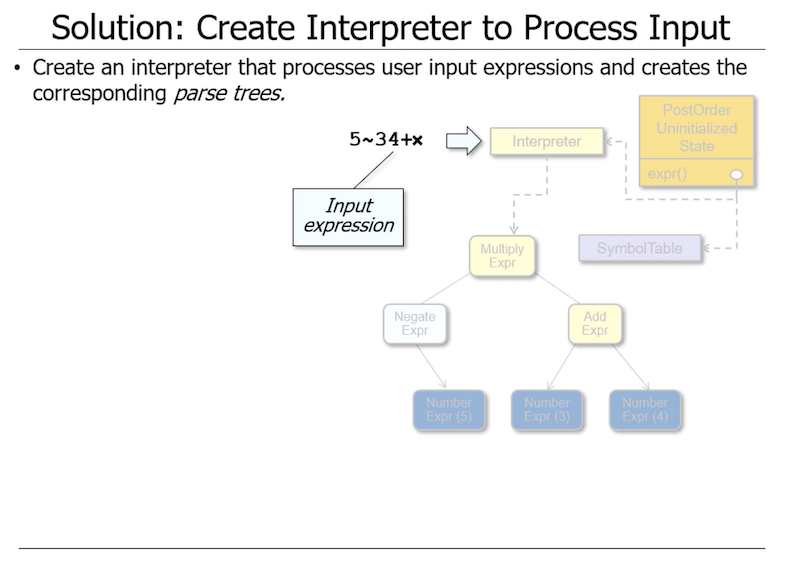 Solution: Create Interpreter to Process Input
• Create an interpreter that processes user input expressions and creates the
corresponding parse trees.
5~34+×
Interpreter
PostOrder
Uninitialized
State
expr()
Input
expression
SymbolTable
Multiply
Expr
Negate
Expr
Add
Expr
Number
Expr (5)
Number
Expr (3)
Number
Expr (4)